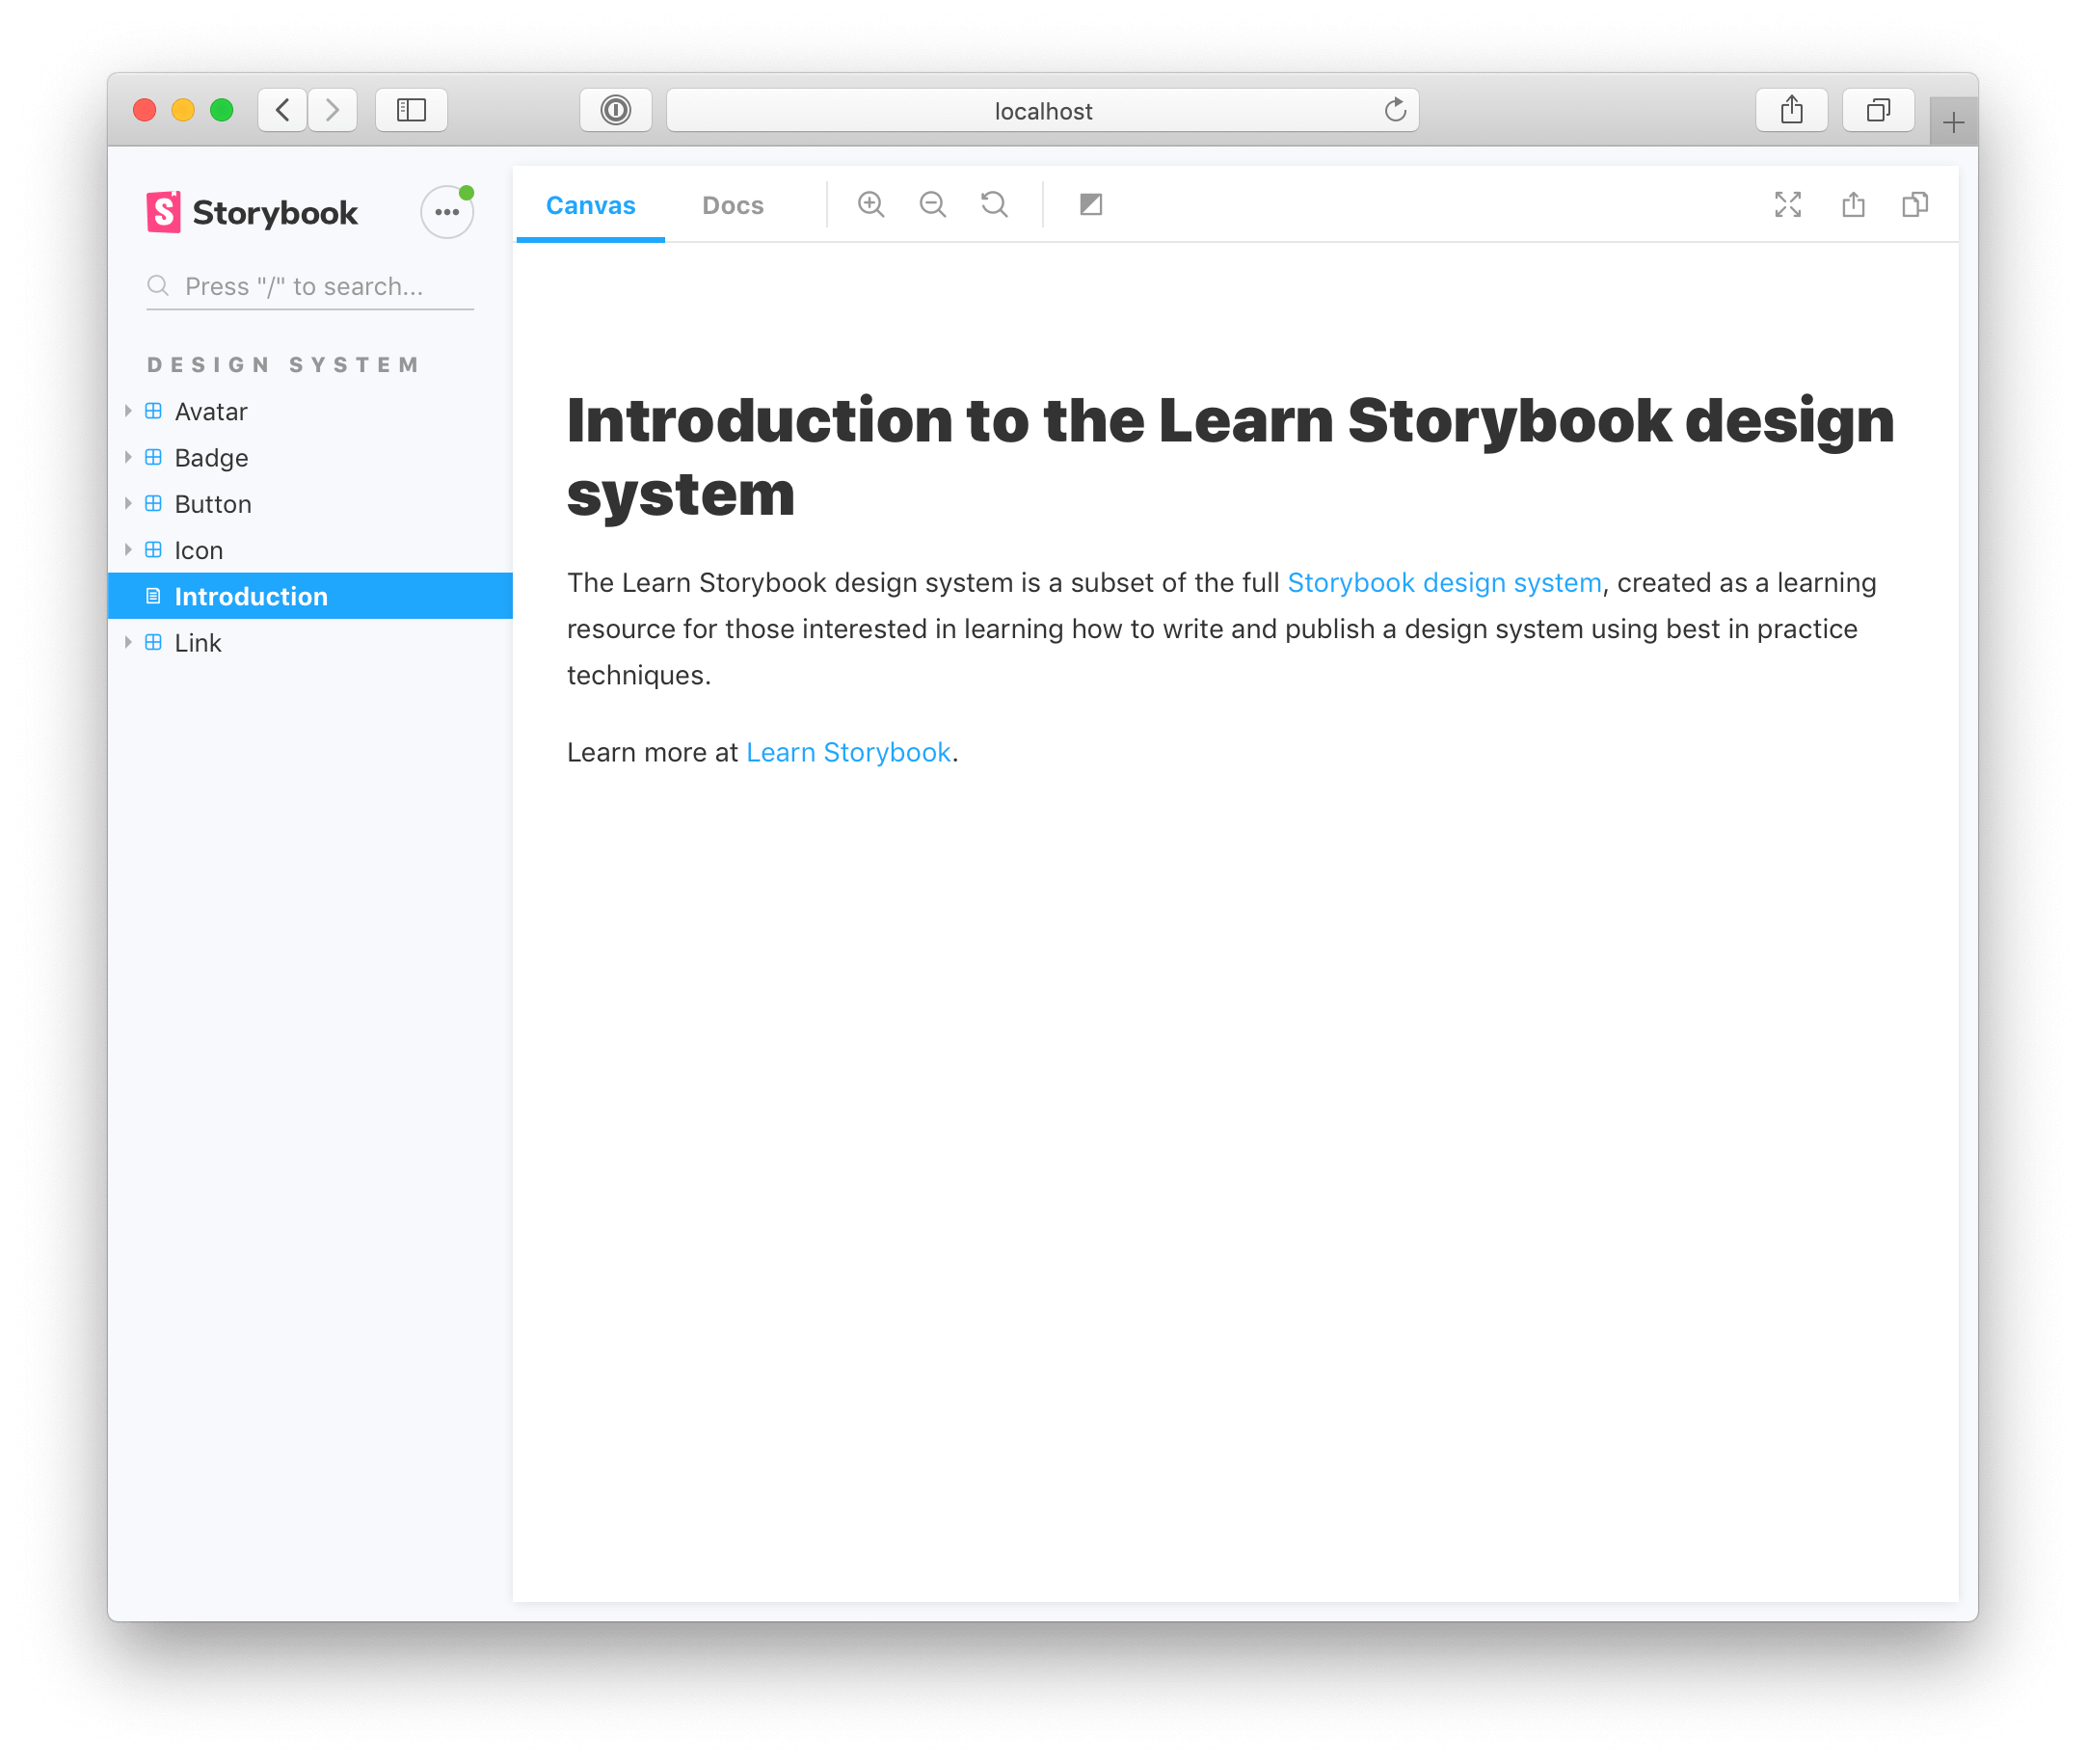 localhost
Storybook
Press "/" to search...
DESIGN SYSTEM
Avatar
Badge
Button
Icon
Introduction
Link
Canvas
Docs
Introduction to the Learn Storybook design
system
The Learn Storybook design system is a subset of the full Storybook design system, created as a learning
resource for those interested in learning how to write and publish a design system using best in practice
techniques.
Learn more at Learn Storybook.